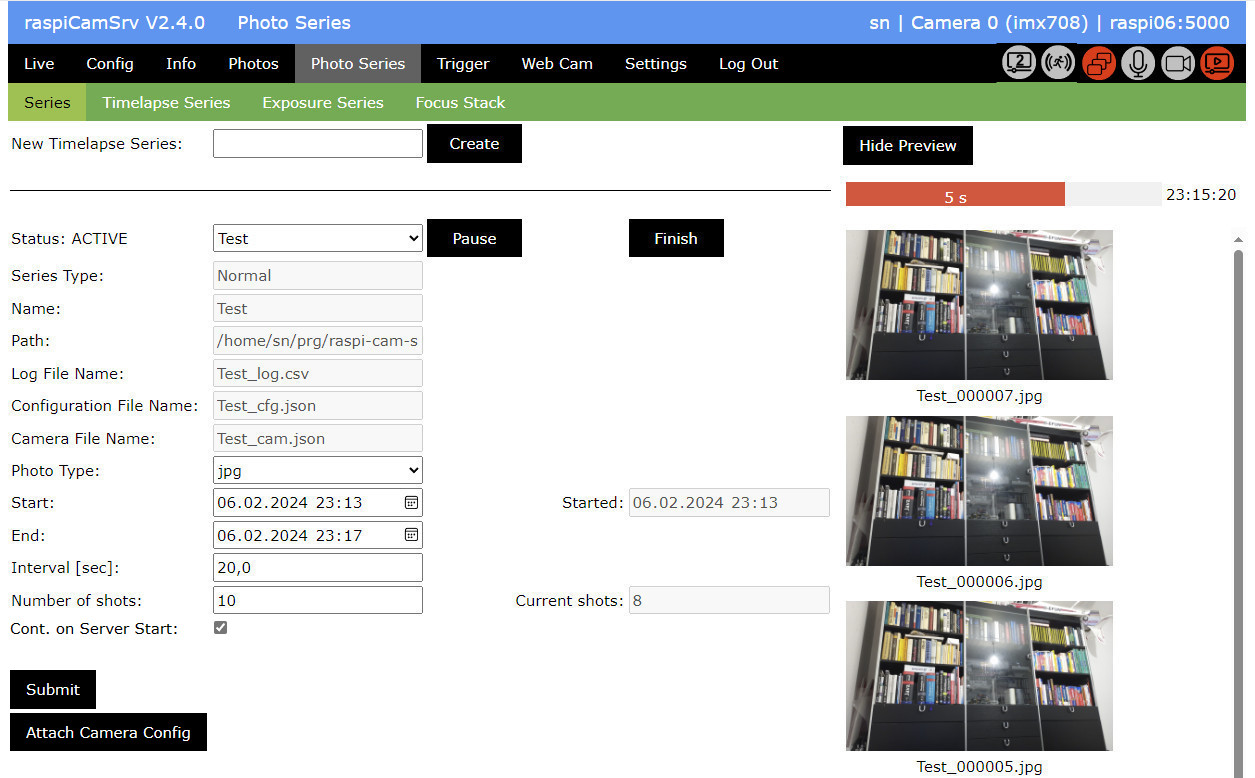 raspiCamSrv V2.4.0 Photo Series sn | Camera 0 (imx708) | raspi06:5000
Live Config Info Photos Photo Series Trigger Web Cam Settings Log Out 2
Series Timelapse Series Exposure Series Focus Stack
New Timelapse Series: Create
Hide Preview
5 s 23:15:20
Status: ACTIVE Test Pause Finish
Series Type: Normal
Name: Test
Path: /home/sn/prg/raspi-cam-s
Log File Name: Test_log.csv
Configuration File Name: Test_cfg.json
Camera File Name: Test_cam.json
Photo Type: jpg
Start: 06.02.2024 23:13 Started: 06.02.2024 23:13
End: 06.02.2024 23:17
Interval [sec]: 20,0
Number of shots: 10 Current shots: 8
Cont. on Server Start:
Submit
Attach Camera Config
Test_000007.jpg
Test_000006.jpg
Test_000005.jpg